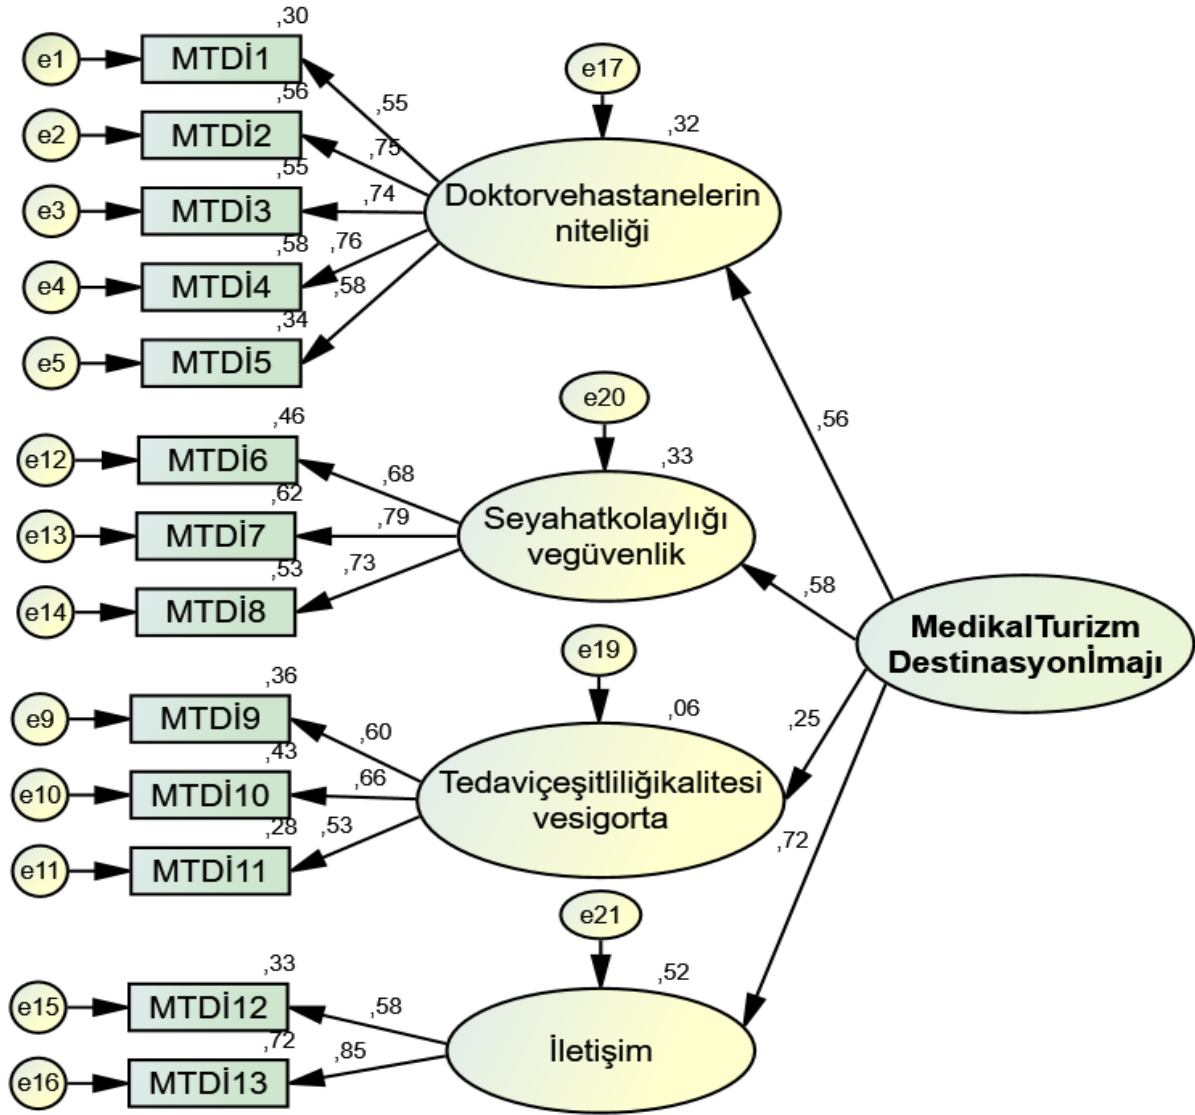 ,30
e1
MTDİ1
,56
,55
e2
MTDİ2
,55
,75
e3
MTDİ3
,74
,58
,76
e4
MTDİ4
,34
,58
e5
MTDİ5
e17
,32
Doktorvehastanelerin
niteliği
,46
e12
MTDİ6
,62
,68
e13
MTDİ7
,53
,79
e14
MTDİ8
,73
e20
,33
Seyahatkolaylığı
vegüvenlik
,56
,58
MedikalTurizm
Destinasyonİmajı
,25
,72
,36
e9
MTDİ9
,43
,60
e10
MTDİ10
,28
,66
e11
MTDİ11
,53
e19
,06
Tedaviçeşitliliğikalitesi
vesigorta
,33
e15
MTDİ12
,72
,58
e16
MTDİ13
,85
e21
,52
İletişim